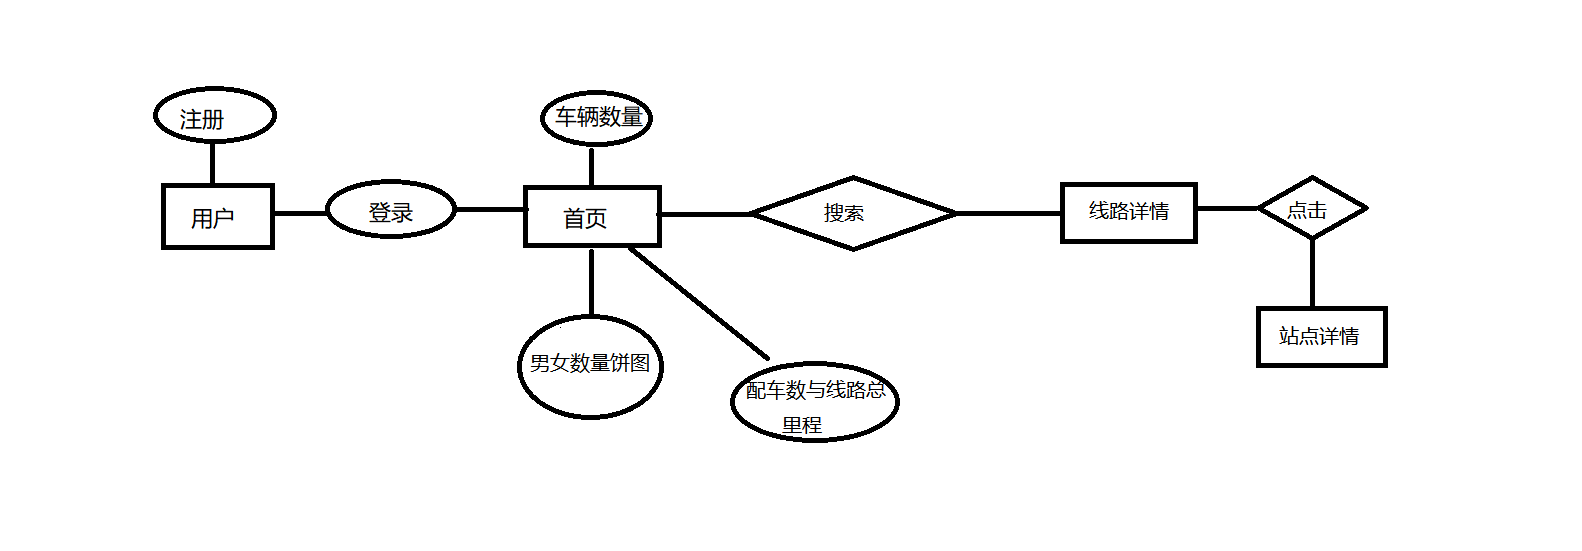 注册
车辆数量
用户
登录
首页
搜索
线路详情
点击
站点详情
男女数量饼图
配车数与线路总
里程